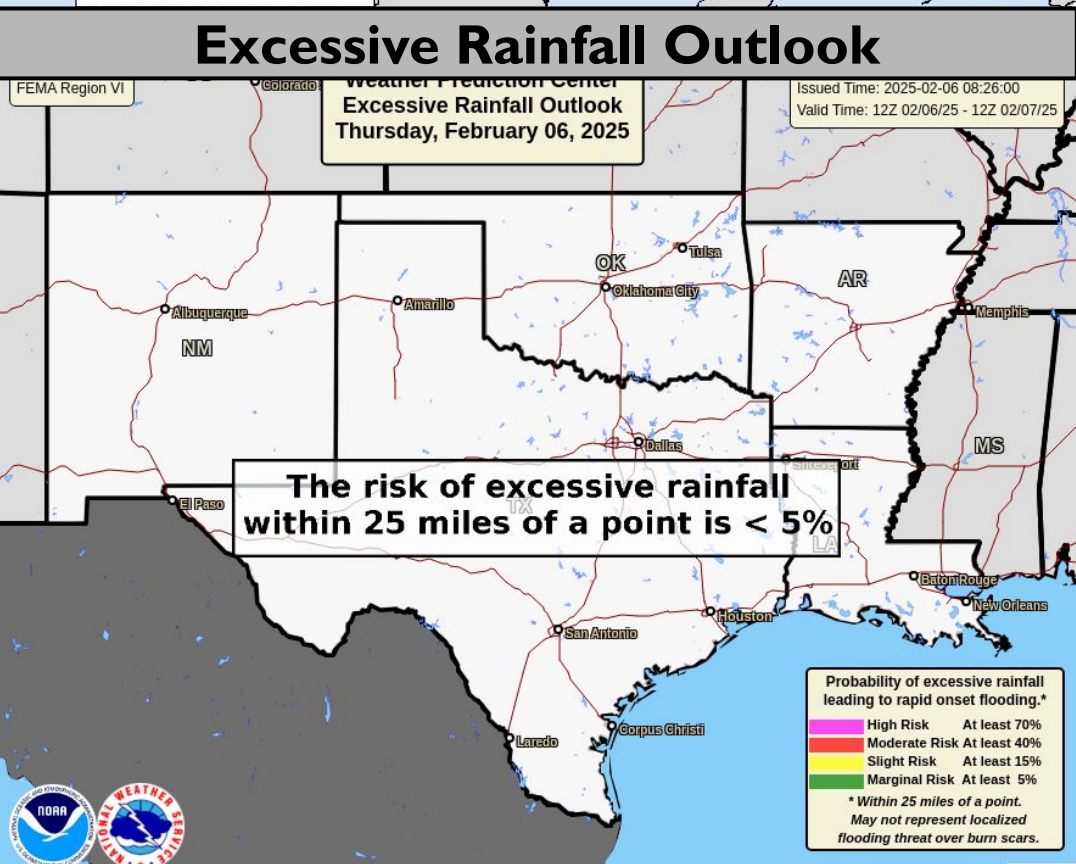 Excessive Rainfall Outlook
FEMA Region VI
Weather Prediction Center
Excessive Rainfall Outlook
Thursday, February 06, 2025
Issued Time: 2025-02-06 08:26:00
Valid Time: 12Z 02/06/25 - 12Z 02/07/25
Colorado
Tulsa
OK
Oklahoma City
AR
Amarillo
Albuquerque
Memphis
NM
Dallas
MS
Shreveport
El Paso
The risk of excessive rainfall
within 25 miles of a point is < 5%
TX
LA
Baton Rouge
New Orleans
Houston
San Antonio
Corpus Christi
Laredo
Probability of excessive rainfall
leading to rapid onset flooding.*
High Risk At least 70%
Moderate Risk At least 40%
Slight Risk At least 15%
Marginal Risk At least 5%
* Within 25 miles of a point.
May not represent localized
flooding threat over burn scars.
NOAA
NATIONAL WEATHER SERVICE